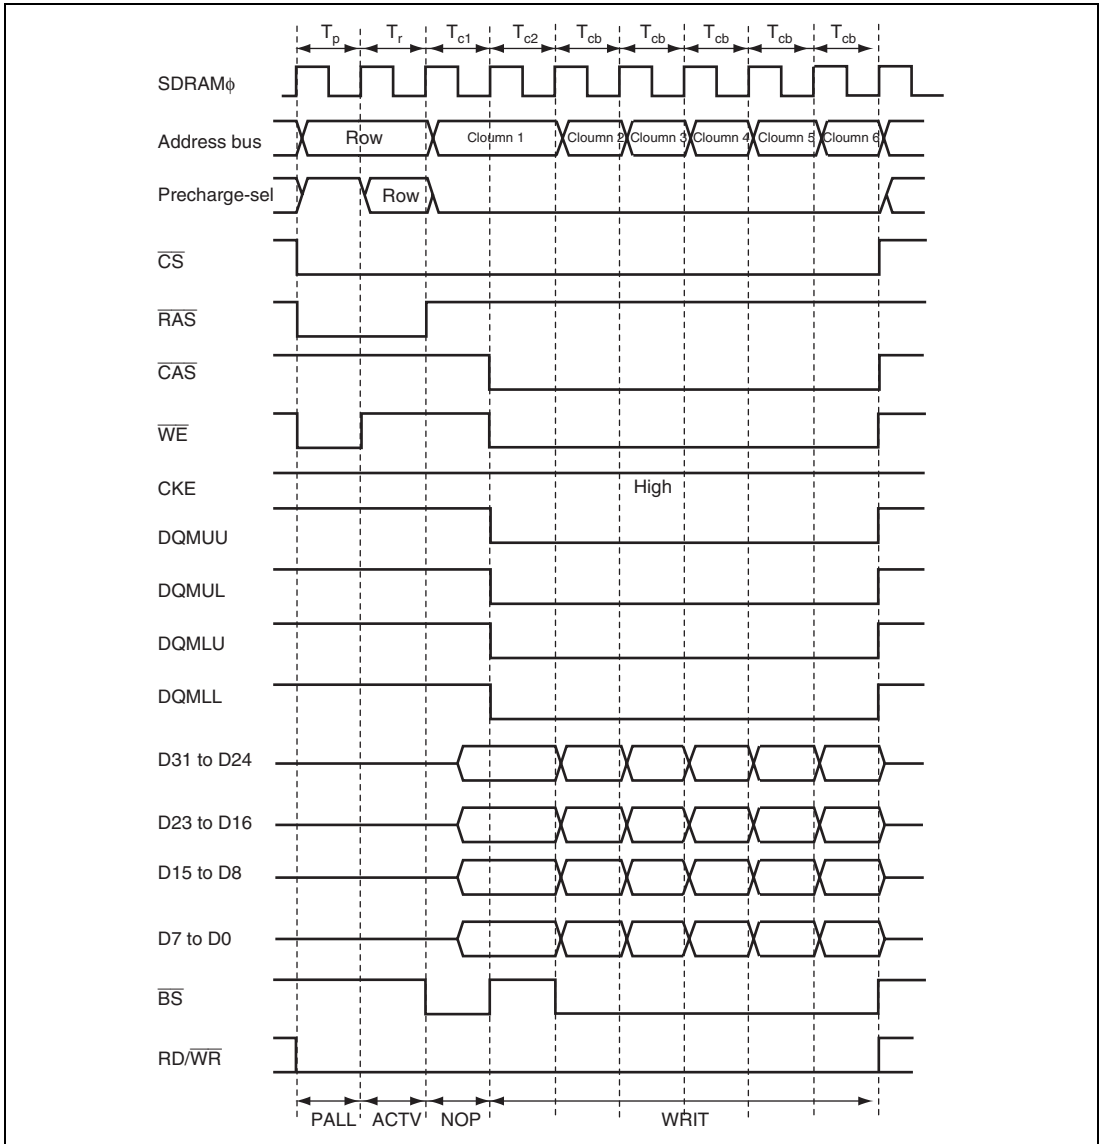 Tp Tr Tc1 Tc2 Tcb Tcb Tcb Tcb Tcb
SDRAMϕ
Address bus Row Cloumn 1 Cloumn 2 Cloumn 3 Cloumn 4 Cloumn 5 Cloumn 6
Precharge-sel Row
CS
RAS
CAS
WE
CKE High
DQMUU
DQMUL
DQMLU
DQMLL
D31 to D24
D23 to D16
D15 to D8
D7 to D0
BS
RD/WR
PALL ACTV NOP WRIT